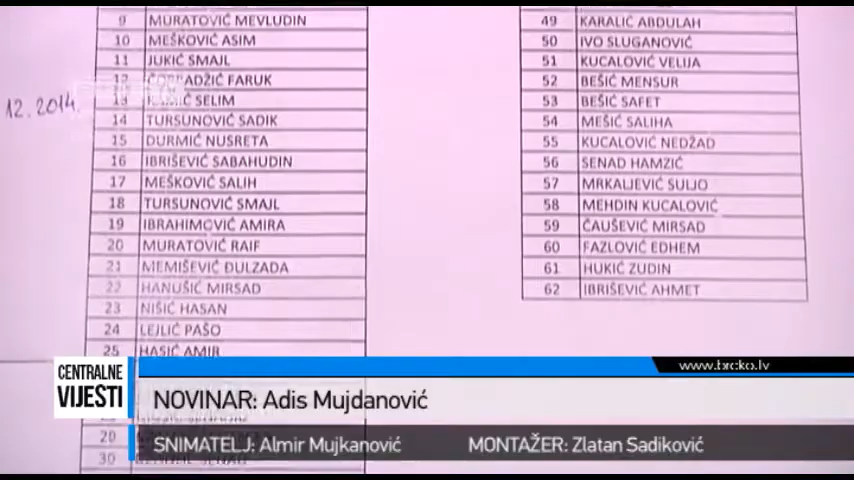 12.2014.
9 MURATOVIĆ MEVLUDIN
10 MEŠKOVIĆ ASIM
11 JUKIĆ SMAJL
12 FARUK
13 SELIM
14 TURSUNOVIĆ SADIK
15 DURMIĆ NUSRETA
16 IBRIŠEVIĆ SABAHUDIN
17 MEŠKOVIĆ SALIH
18 TURSUNOVIĆ SMAJL
19 IBRAHIMOVIĆ AMIRA
20 MURATOVIĆ RAIF
21 MEMIŠEVIĆ ĐULZADA
22 HANUŠIĆ MIRSAD
23 NIŠIĆ HASAN
24 LEJLIĆ PAŠO
25 HASIĆ AMIR
30
49 KARALIĆ ABDULAH
50 IVO SLUGANOVIĆ
51 KUCALOVIĆ VELIJA
52 BEŠIĆ MENSUR
53 BEŠIĆ SAFET
54 MEŠIĆ SALIHA
55 KUCALOVIĆ NEDŽAD
56 SENAD HAMZIĆ
57 MRKALJEVIĆ SULJO
58 MEHDIN KUCALOVIĆ
59 ČAUŠEVIĆ MIRSAD
60 FAZLOVIĆ EDHEM
61 HUKIĆ ZUDIN
62 IBRIŠEVIĆ AHMET
www.brcko.tv
CENTRALNE
VIJESTI
NOVINAR: Adis Mujdanović
SNIMATELJ: Almir Mujkanović MONTAŽER: Zlatan Sadiković